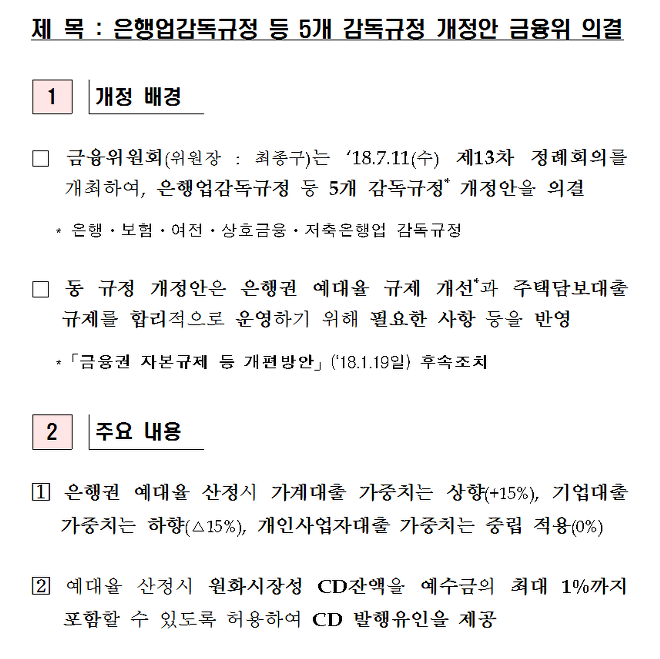 제 목 : 은행업감독규정 등 5개 감독규정 개정안 금융위 의결
1 개정 배경
□ 금융위원회(위원장 : 최종구)는 ‘18.7.11(수) 제13차 정례회의를
개최하여, 은행업감독규정 등 5개 감독규정* 개정안을 의결
* 은행・보험・여전・상호금융・저축은행업 감독규정
□ 동 규정 개정안은 은행권 예대율 규제 개선*과 주택담보대출
규제를 합리적으로 운영하기 위해 필요한 사항 등을 반영
*「금융권 자본규제 등 개편방안」(‘18.1.19일) 후속조치
2 주요 내용
1 은행권 예대율 산정시 가계대출 가중치는 상향(+15%), 기업대출
가중치는 하향(△15%), 개인사업자대출 가중치는 중립 적용(0%)
2 예대율 산정시 원화시장성 CD잔액을 예수금의 최대 1%까지
포함할 수 있도록 허용하여 CD 발행유인을 제공